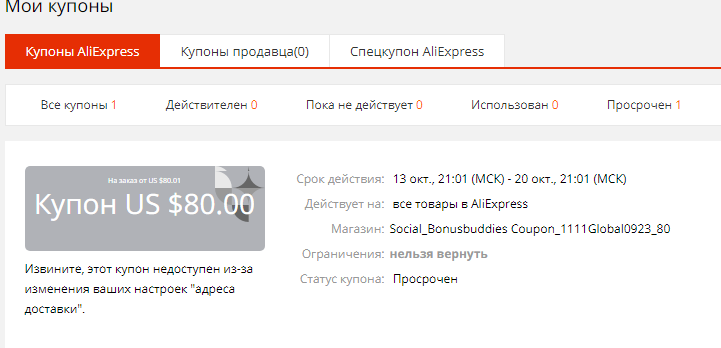 Мои купоны
Купоны AliExpress Купоны продавца(0) Спецкупон AliExpress
Все купоны 1 Действителен 0 Пока не действует 0 Использован 0 Просрочен 1
На заказ от US $80.01
Купон US $80.00
Извините, этот купон недоступен из-за
изменения ваших настроек "адреса
доставки".
Срок действия: 13 окт., 21:01 (МСК) - 20 окт., 21:01 (МСК)
Действует на: все товары в AliExpress
Магазин: Social_Bonusbuddies Coupon_1111Global0923_80
Ограничения: нельзя вернуть
Статус купона: Просрочен